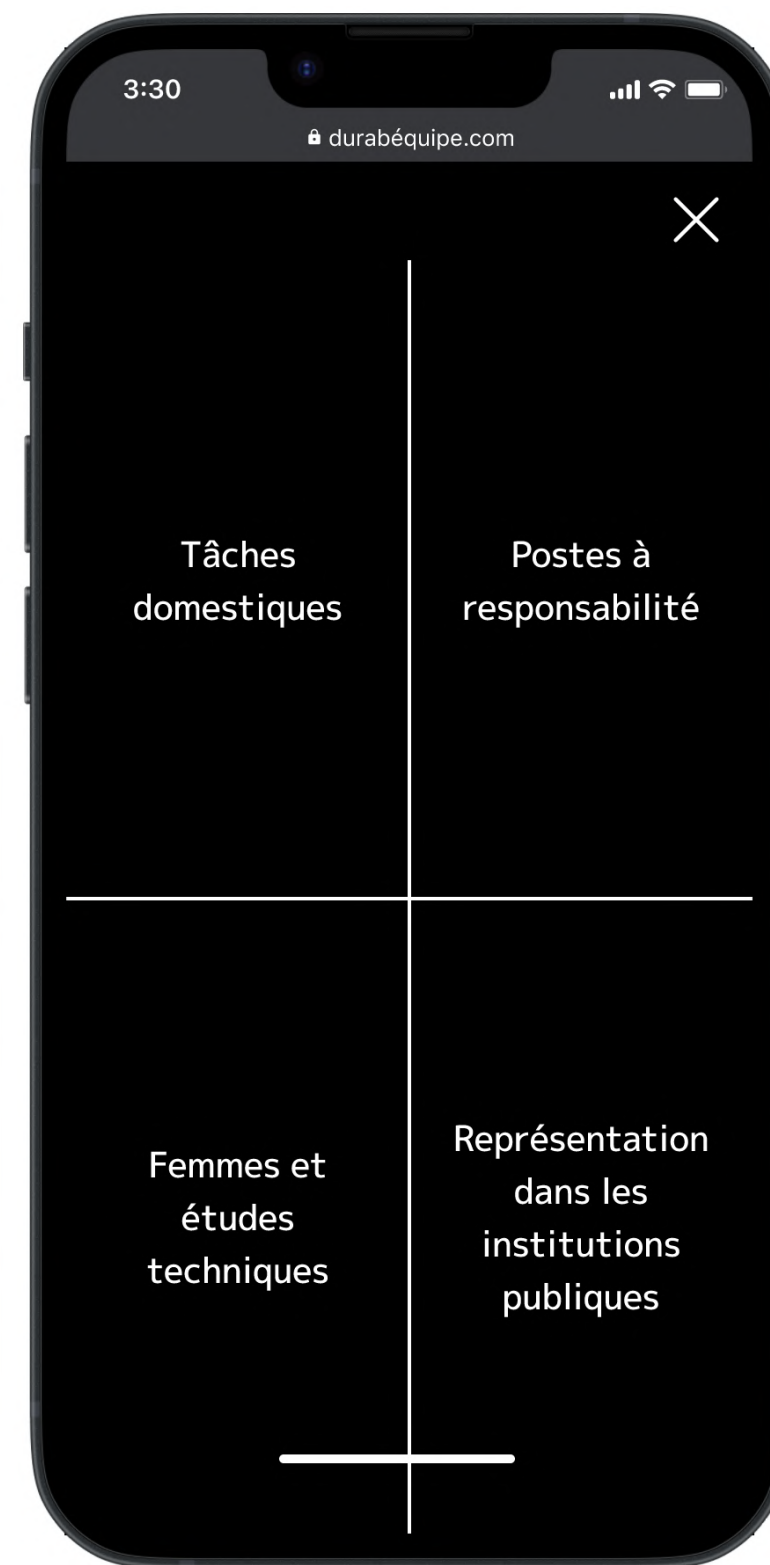 3:30
durabéquipe.com
Tâches
domestiques
Postes à
responsabilité
Femmes et
études
techniques
Représentation
dans les
institutions
publiques